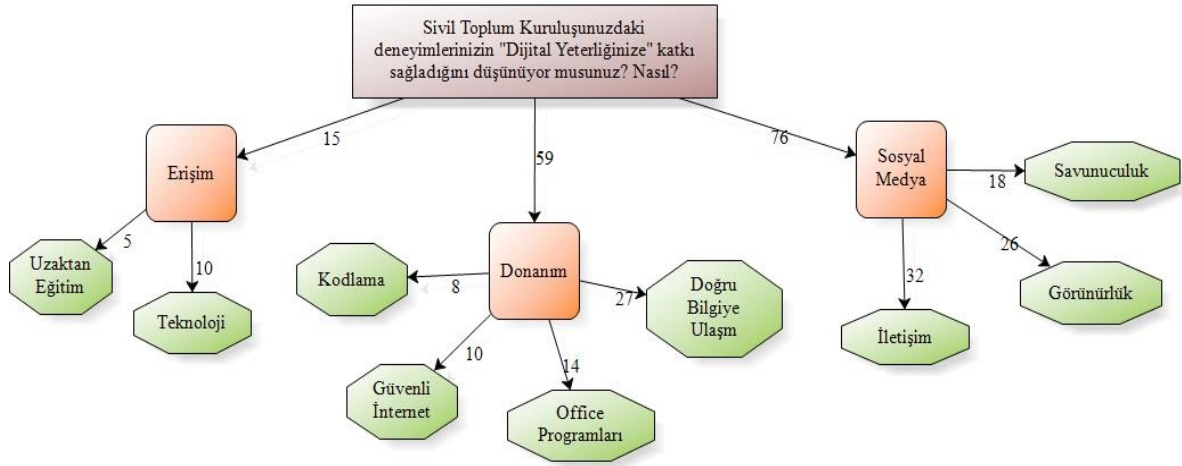 Sivil Toplum Kuruluşunuzdaki
deneyimlerinizin "Dijital Yeterliğinize" katkı
sağladığını düşünüyor musunuz? Nasıl?
15
59
76
Erişim
5
10
Uzaktan
Eğitim
Teknoloji
Donanım
8
10
14
27
Kodlama
Güvenli
İnternet
Office
Programları
Doğru
Bilgiye
Ulaşm
Sosyal
Medya
18
26
32
Savunuculuk
Görünürlük
İletişim